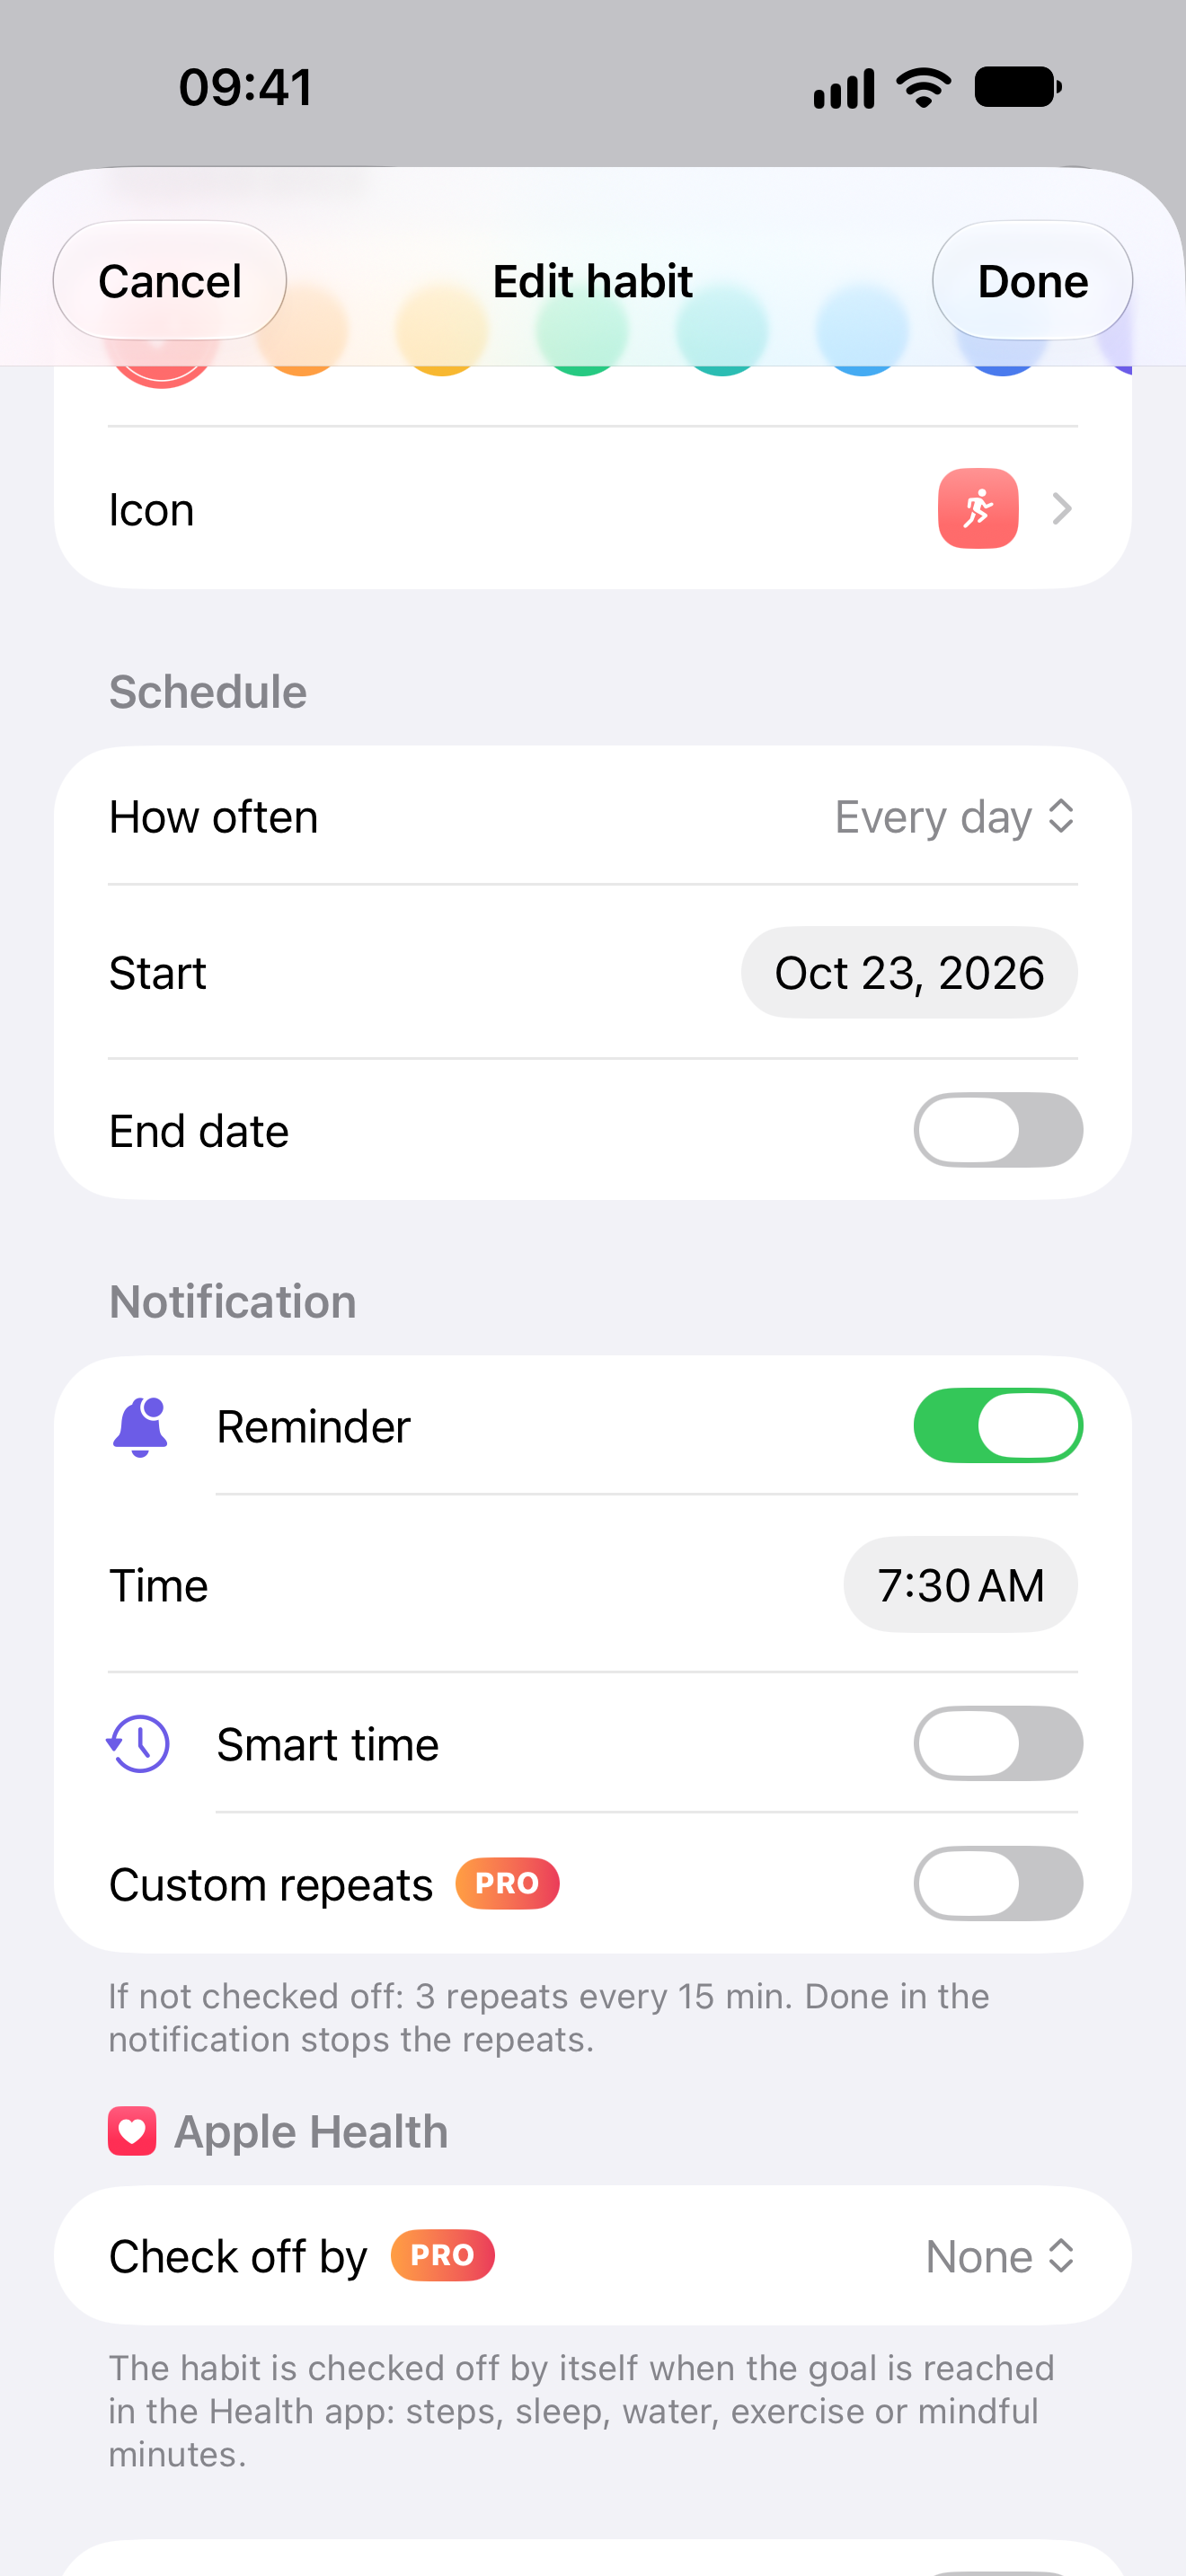 09:41
Cancel
Edit habit
Done
Icon
Schedule
How often
Every day
Start
Oct 23, 2026
End date
Notification
Reminder
Time
7:30 AM
Smart time
Custom repeats PRO
If not checked off: 3 repeats every 15 min. Done in the
notification stops the repeats.
Apple Health
Check off by PRO
None
The habit is checked off by itself when the goal is reached
in the Health app: steps, sleep, water, exercise or mindful
minutes.